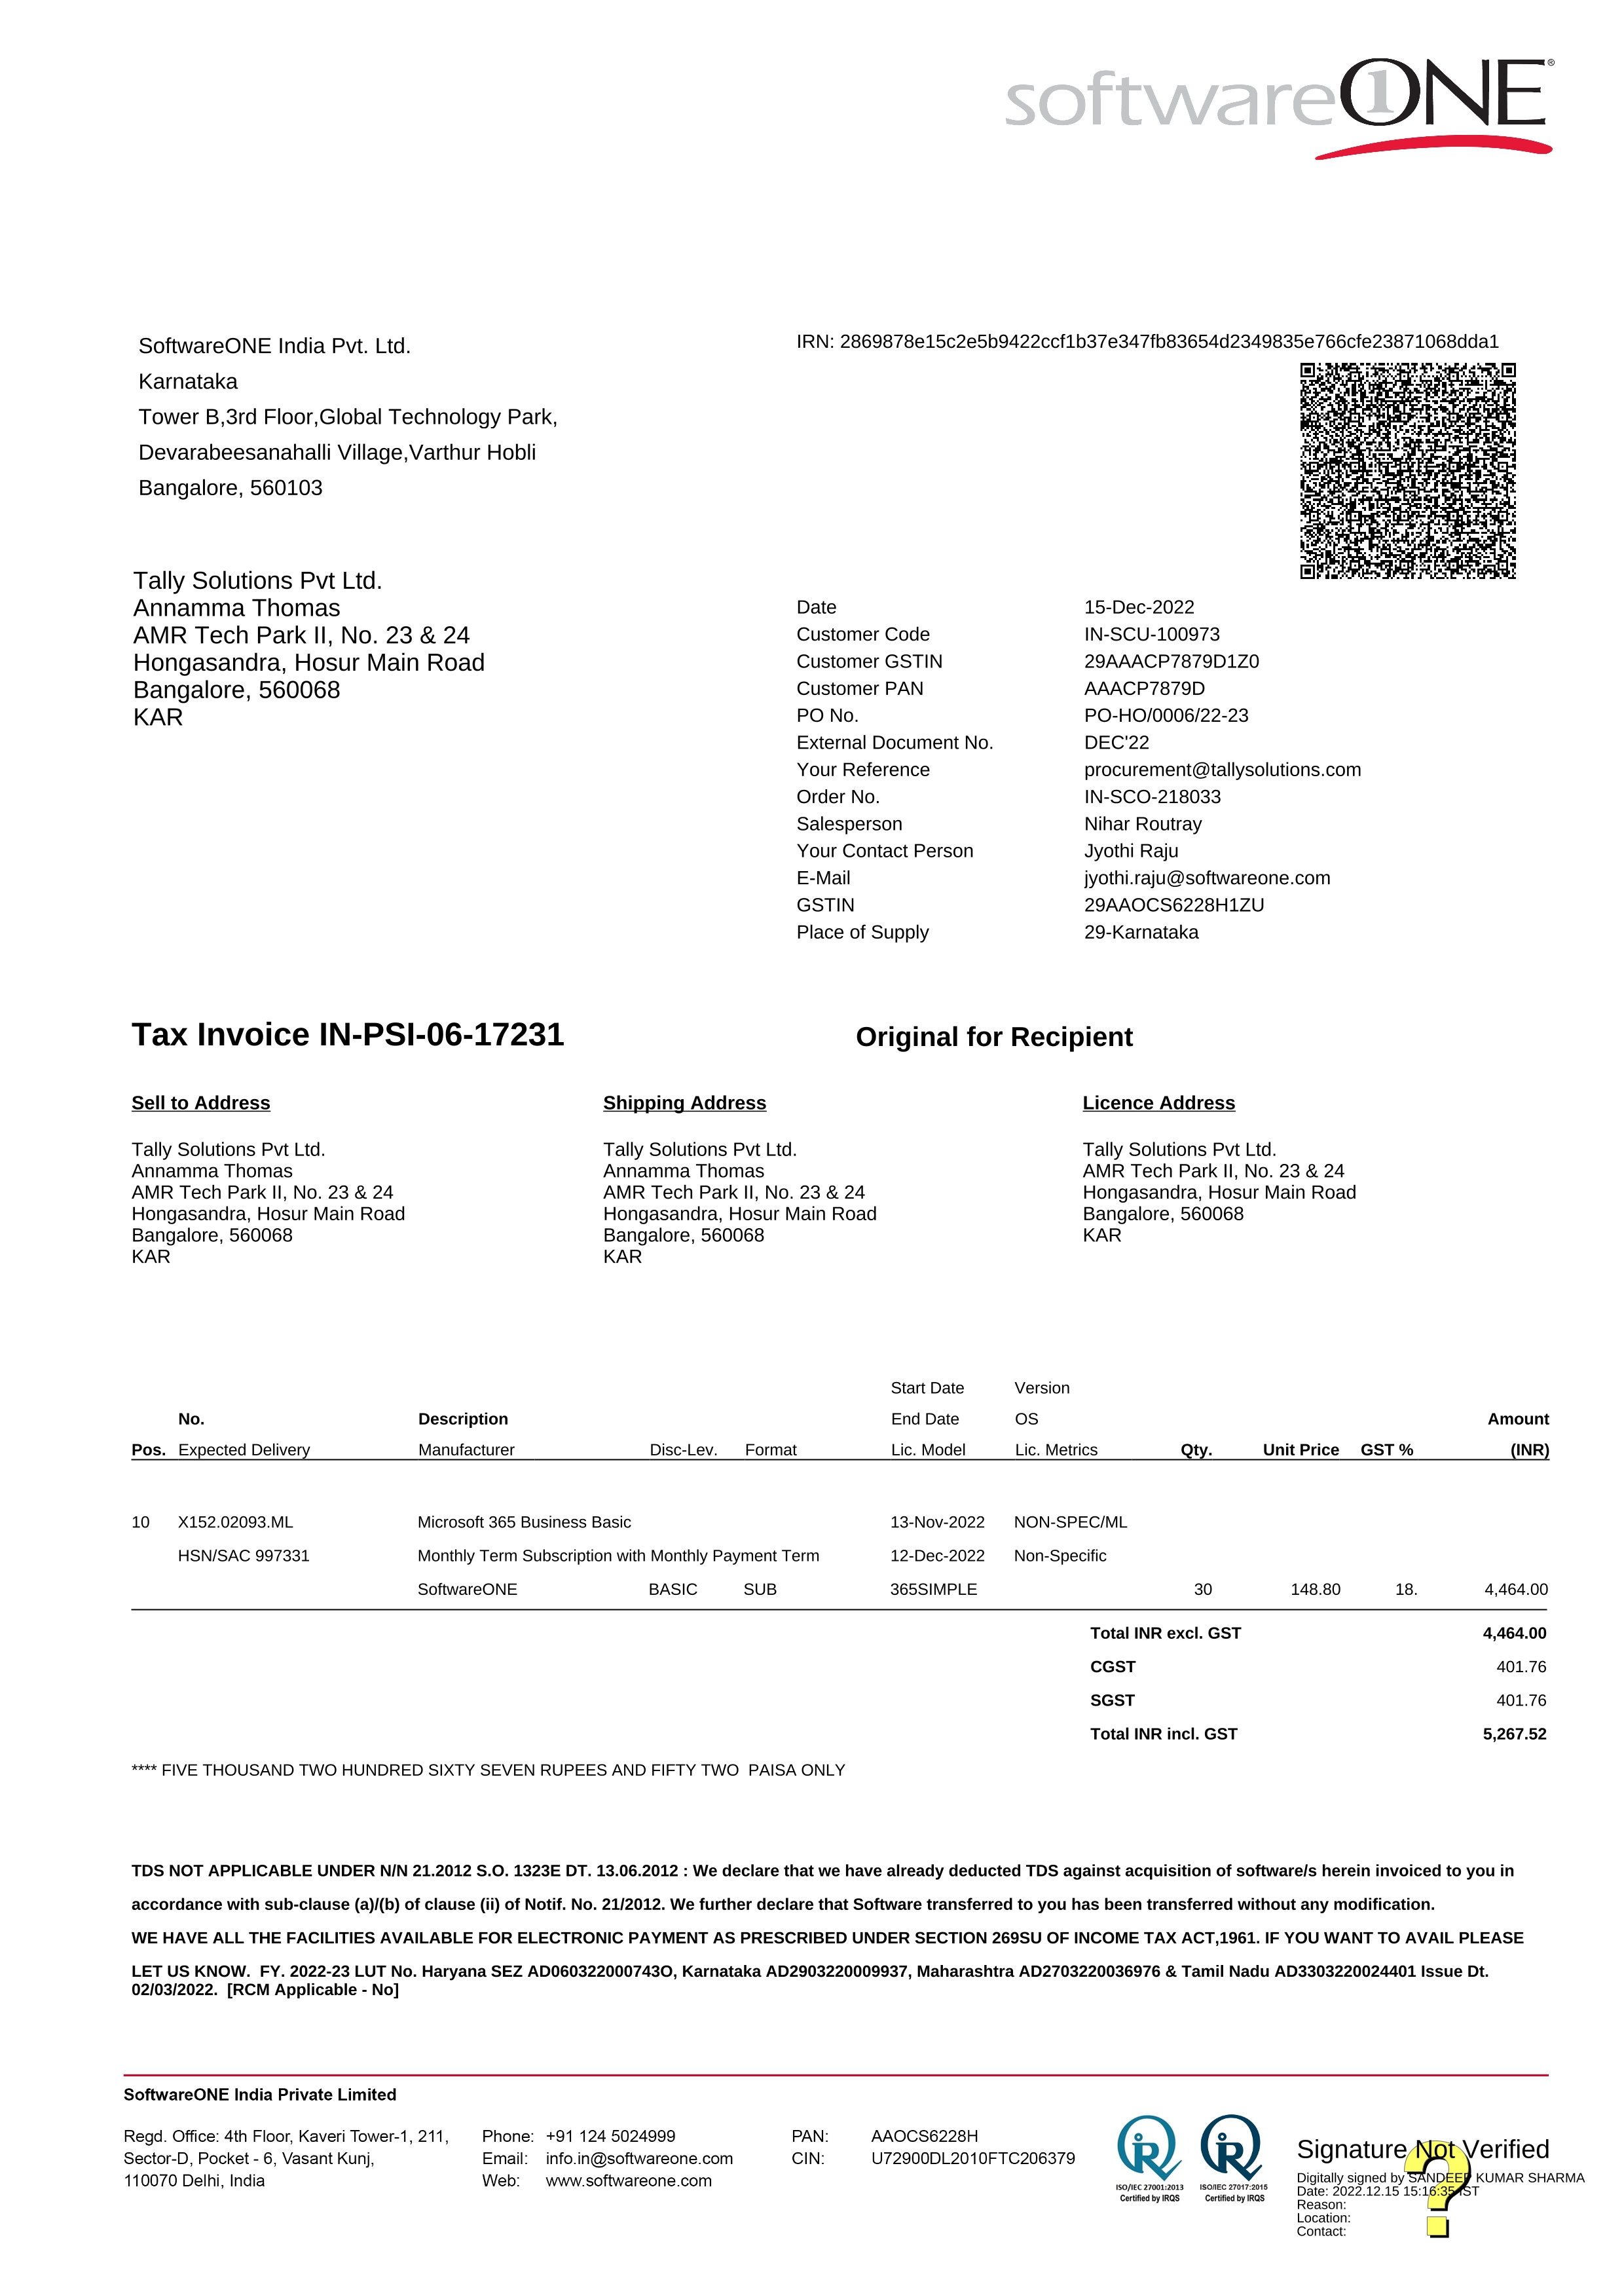 softwareONE®
SoftwareONE India Pvt. Ltd.
Karnataka
Tower B,3rd Floor,Global Technology Park,
Devarabeesanahalli Village,Varthur Hobli
Bangalore, 560103
IRN: 2869878e15c2e5b9422ccf1b37e347fb83654d2349835e766cfe23871068dda1
Tally Solutions Pvt Ltd.
Annamma Thomas
AMR Tech Park II, No. 23 & 24
Hongasandra, Hosur Main Road
Bangalore, 560068
KAR
Date 15-Dec-2022
Customer Code IN-SCU-100973
Customer GSTIN 29AAACP7879D1Z0
Customer PAN AAACP7879D
PO No. PO-HO/0006/22-23
External Document No. DEC'22
Your Reference procurement@tallysolutions.com
Order No. IN-SCO-218033
Salesperson Nihar Routray
Your Contact Person Jyothi Raju
E-Mail jyothi.raju@softwareone.com
GSTIN 29AAOCS6228H1ZU
Place of Supply 29-Karnataka
Tax Invoice IN-PSI-06-17231 Original for Recipient
Sell to Address
Tally Solutions Pvt Ltd.
Annamma Thomas
AMR Tech Park II, No. 23 & 24
Hongasandra, Hosur Main Road
Bangalore, 560068
KAR
Shipping Address
Tally Solutions Pvt Ltd.
Annamma Thomas
AMR Tech Park II, No. 23 & 24
Hongasandra, Hosur Main Road
Bangalore, 560068
KAR
Licence Address
Tally Solutions Pvt Ltd.
AMR Tech Park II, No. 23 & 24
Hongasandra, Hosur Main Road
Bangalore, 560068
KAR
Start Date Version
No. Description End Date OS Amount
Pos. Expected Delivery Manufacturer Disc-Lev. Format Lic. Model Lic. Metrics Qty. Unit Price GST % (INR)
10 X152.02093.ML Microsoft 365 Business Basic 13-Nov-2022 NON-SPEC/ML
HSN/SAC 997331 Monthly Term Subscription with Monthly Payment Term 12-Dec-2022 Non-Specific
SoftwareONE BASIC SUB 365SIMPLE 30 148.80 18. 4,464.00
Total INR excl. GST 4,464.00
CGST 401.76
SGST 401.76
Total INR incl. GST 5,267.52
**** FIVE THOUSAND TWO HUNDRED SIXTY SEVEN RUPEES AND FIFTY TWO  PAISA ONLY
TDS NOT APPLICABLE UNDER N/N 21.2012 S.O. 1323E DT. 13.06.2012 : We declare that we have already deducted TDS against acquisition of software/s herein invoiced to you in
accordance with sub-clause (a)/(b) of clause (ii) of Notif. No. 21/2012. We further declare that Software transferred to you has been transferred without any modification.
WE HAVE ALL THE FACILITIES AVAILABLE FOR ELECTRONIC PAYMENT AS PRESCRIBED UNDER SECTION 269SU OF INCOME TAX ACT,1961. IF YOU WANT TO AVAIL PLEASE
LET US KNOW.  FY. 2022-23 LUT No. Haryana SEZ AD060322000743O, Karnataka AD2903220009937, Maharashtra AD2703220036976 & Tamil Nadu AD3303220024401 Issue Dt.
02/03/2022.  [RCM Applicable - No]
SoftwareONE India Private Limited
Regd. Office: 4th Floor, Kaveri Tower-1, 211,
Sector-D, Pocket - 6, Vasant Kunj,
110070 Delhi, India
Phone: +91 124 5024999
Email: info.in@softwareone.com
Web: www.softwareone.com
PAN: AAOCS6228H
CIN: U72900DL2010FTC206379
ISO/IEC 27001:2013
Certified by IRQS
ISO/IEC 27017:2015
Certified by IRQS
Signature Not Verified
Digitally signed by SANDEEP KUMAR SHARMA
Date: 2022.12.15 15:16:35 IST
Reason:
Location:
Contact: